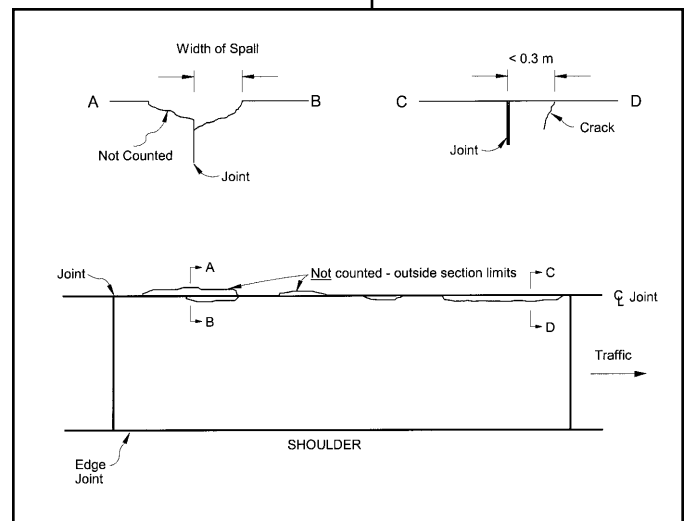 Width of Spall
< 0.3 m
A
B
C
D
Not Counted
Joint
Joint
Crack
Joint
A
Not counted - outside section limits
C
℄ Joint
B
D
Traffic
SHOULDER
Edge
Joint